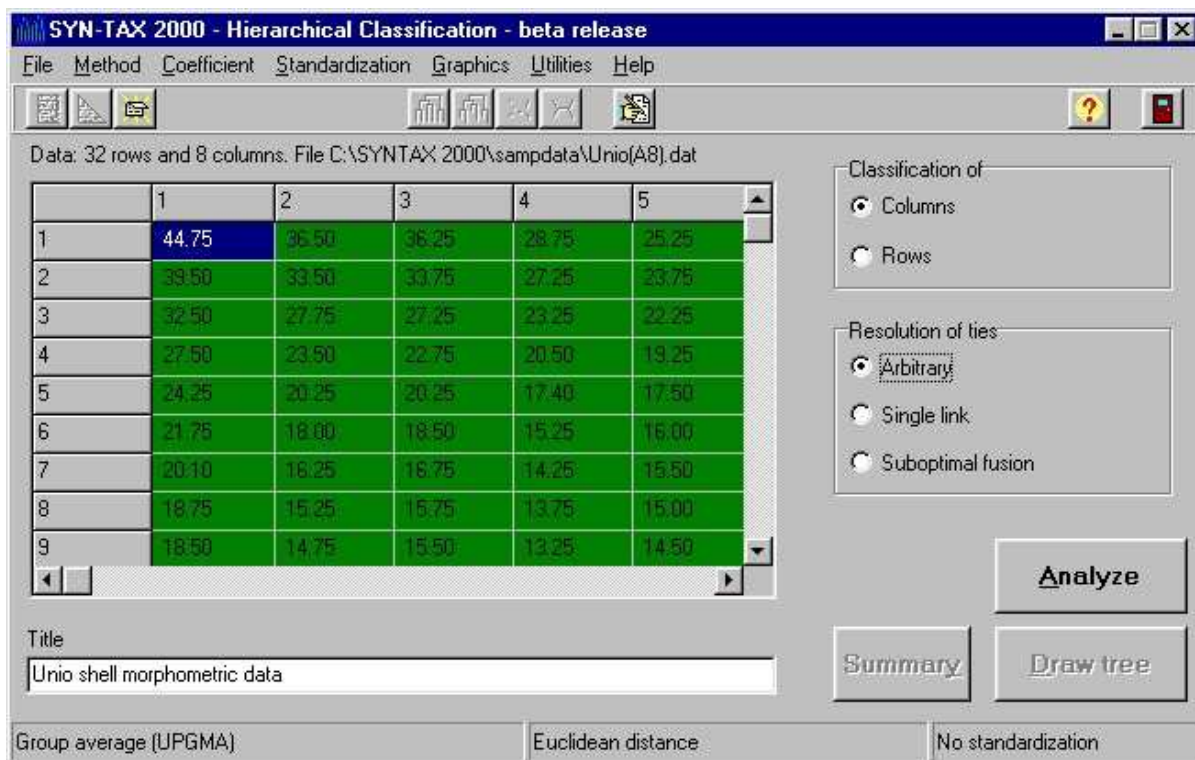 SYN-TAX 2000 - Hierarchical Classification - beta release
File Method Coefficient Standardization Graphics Utilities Help
?
Data: 32 rows and 8 columns. File C:\SYNTAX 2000\sampdata\Unio(A8).dat
1 2 3 4 5
1 44.75 36.50 36.25 28.75 25.25
2 39.50 33.50 33.75 27.25 23.75
3 32.50 27.75 27.25 23.25 22.25
4 27.50 23.50 22.75 20.50 19.25
5 24.25 20.25 20.25 17.40 17.50
6 21.75 18.00 18.50 15.25 16.00
7 20.10 16.25 16.75 14.25 15.50
8 18.75 15.25 15.75 13.75 15.00
9 18.50 14.75 15.50 13.25 14.50
Classification of
Columns
Rows
Resolution of ties
Arbitrary
Single link
Suboptimal fusion
Analyze
Title
Unio shell morphometric data
Summary
Draw tree
Group average (UPGMA) Euclidean distance No standardization